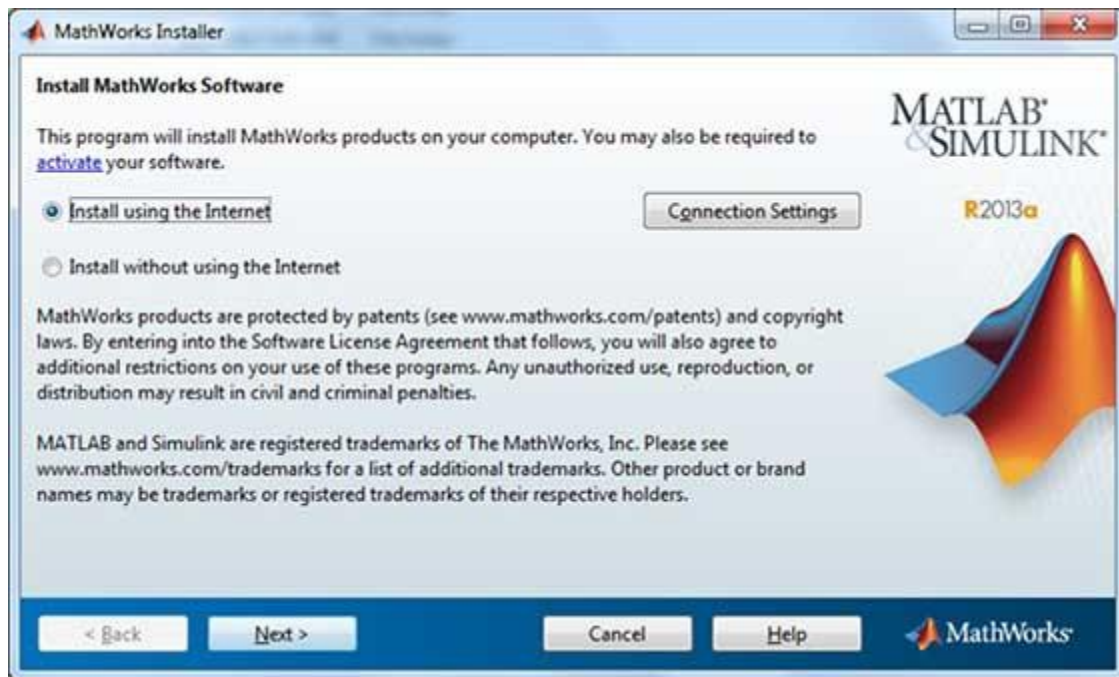 MathWorks Installer
Install MathWorks Software
This program will install MathWorks products on your computer. You may also be required to
activate your software.
Install using the Internet
Connection Settings
Install without using the Internet
MathWorks products are protected by patents (see www.mathworks.com/patents) and copyright
laws. By entering into the Software License Agreement that follows, you will also agree to
additional restrictions on your use of these programs. Any unauthorized use, reproduction, or
distribution may result in civil and criminal penalties.
MATLAB and Simulink are registered trademarks of The MathWorks, Inc. Please see
www.mathworks.com/trademarks for a list of additional trademarks. Other product or brand
names may be trademarks or registered trademarks of their respective holders.
MATLAB®
&SIMULINK®
R2013a
< Back
Next >
Cancel
Help
MathWorks®